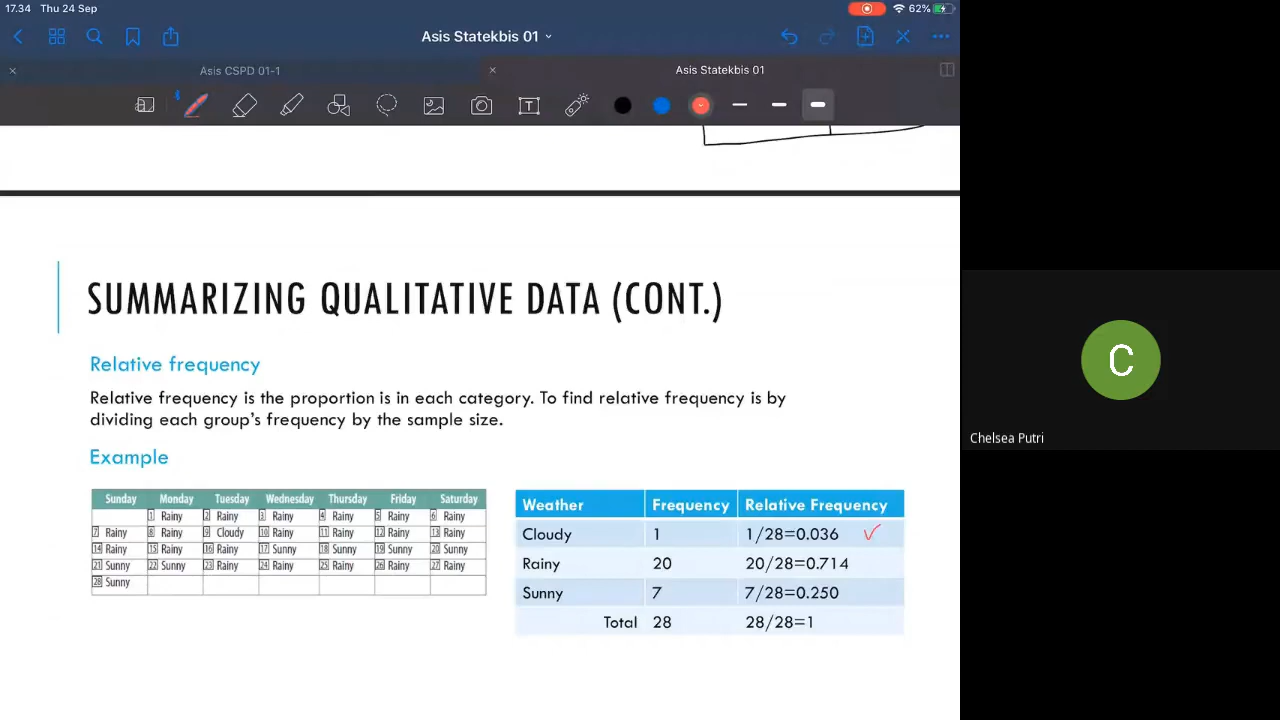 17.34 Thu 24 Sep 62%
Asis Statekbis 01
Asis CSPD 01-1 Asis Statekbis 01
T
SUMMARIZING QUALITATIVE DATA (CONT.)
Relative frequency
Relative frequency is the proportion is in each category. To find relative frequency is by
dividing each group's frequency by the sample size.
Example
Sunday Monday Tuesday Wednesday Thursday Friday Saturday
1 Rainy 2 Rainy 3 Rainy 4 Rainy 5 Rainy 6 Rainy
7 Rainy 8 Rainy 9 Cloudy 10 Rainy 11 Rainy 12 Rainy 13 Rainy
14 Rainy 15 Rainy 16 Rainy 17 Sunny 18 Sunny 19 Sunny 20 Sunny
21 Sunny 22 Sunny 23 Rainy 24 Rainy 25 Rainy 26 Rainy 27 Rainy
28 Sunny
Weather Frequency Relative Frequency
Cloudy 1 1/28=0.036
Rainy 20 20/28=0.714
Sunny 7 7/28=0.250
Total 28 28/28=1
C
Chelsea Putri